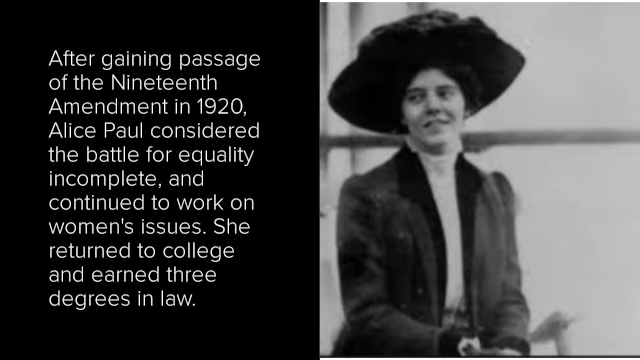 After gaining passage
of the Nineteenth
Amendment in 1920,
Alice Paul considered
the battle for equality
incomplete, and
continued to work on
women's issues. She
returned to college
and earned three
degrees in law.